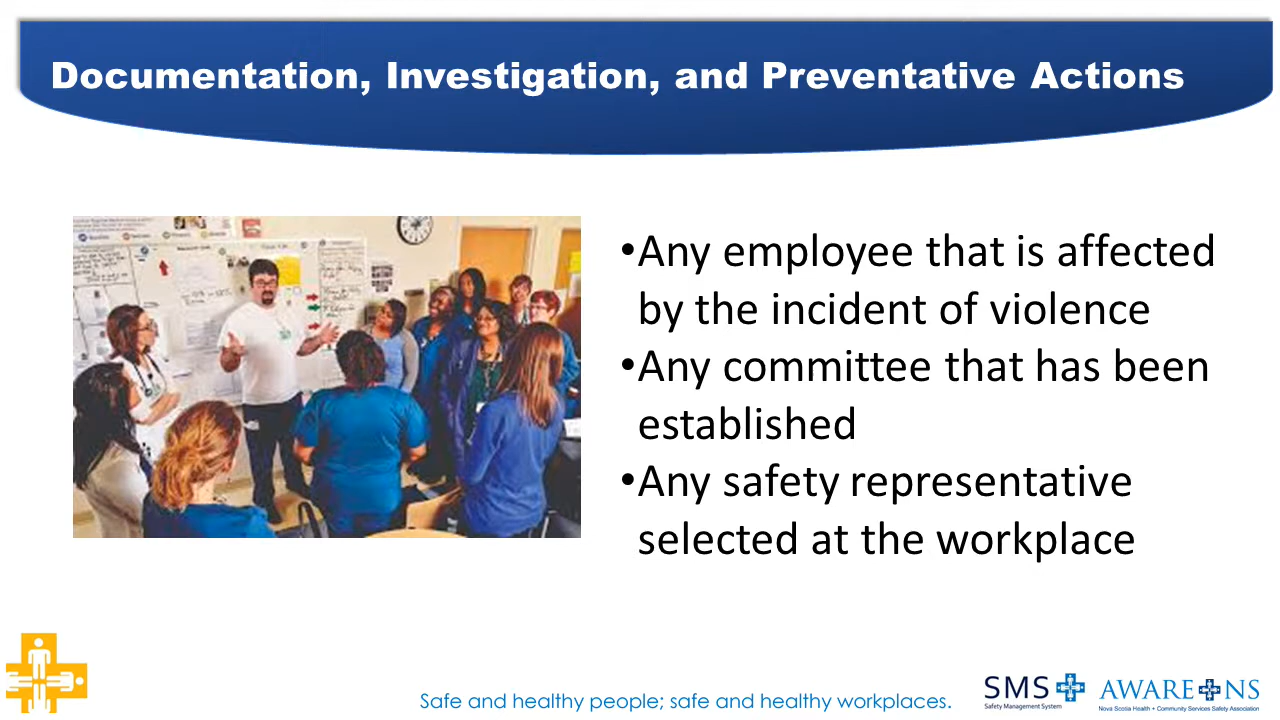 Documentation, Investigation, and Preventative Actions
•Any employee that is affected
by the incident of violence
•Any committee that has been
established
•Any safety representative
selected at the workplace
Safe and healthy people; safe and healthy workplaces.
SMS
Safety Management System
AWARE NS
Nova Scotia Health + Community Services Safety Association